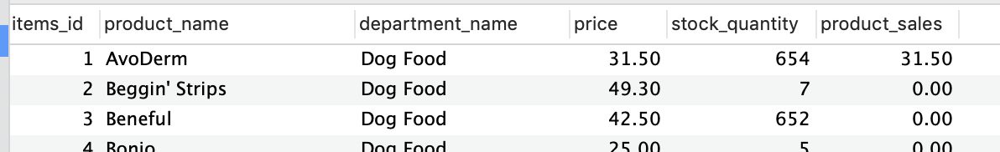 items_id product_name department_name price stock_quantity product_sales
1 AvoDerm Dog Food 31.50 654 31.50
2 Beggin' Strips Dog Food 49.30 7 0.00
3 Beneful Dog Food 42.50 652 0.00
4 Bonio Dog Food 25.00 5 0.00